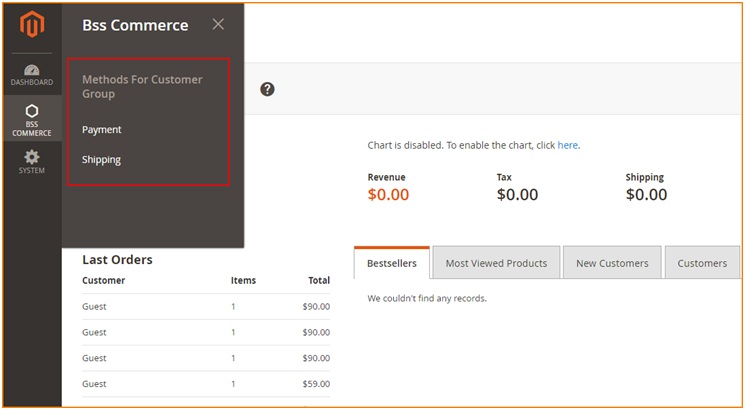 Bss Commerce
DASHBOARD
BSS
COMMERCE
SYSTEM
Methods For Customer
Group
Payment
Shipping
?
Chart is disabled. To enable the chart, click here.
Revenue Tax Shipping
$0.00 $0.00 $0.00
Last Orders
Customer Items Total
Guest 1 $90.00
Guest 1 $90.00
Guest 1 $90.00
Guest 1 $59.00
Bestsellers Most Viewed Products New Customers Customers
We couldn't find any records.